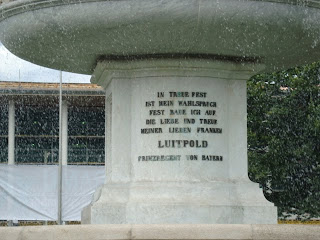 IN TREUE FEST
IST MEIN WAHLSPRUCH
FEST BAUE ICH AUF
DIE LIEBE UND TREUE
MEINER LIEBEN FRANKEN
LUITPOLD
PRINZREGENT VON BAYERN